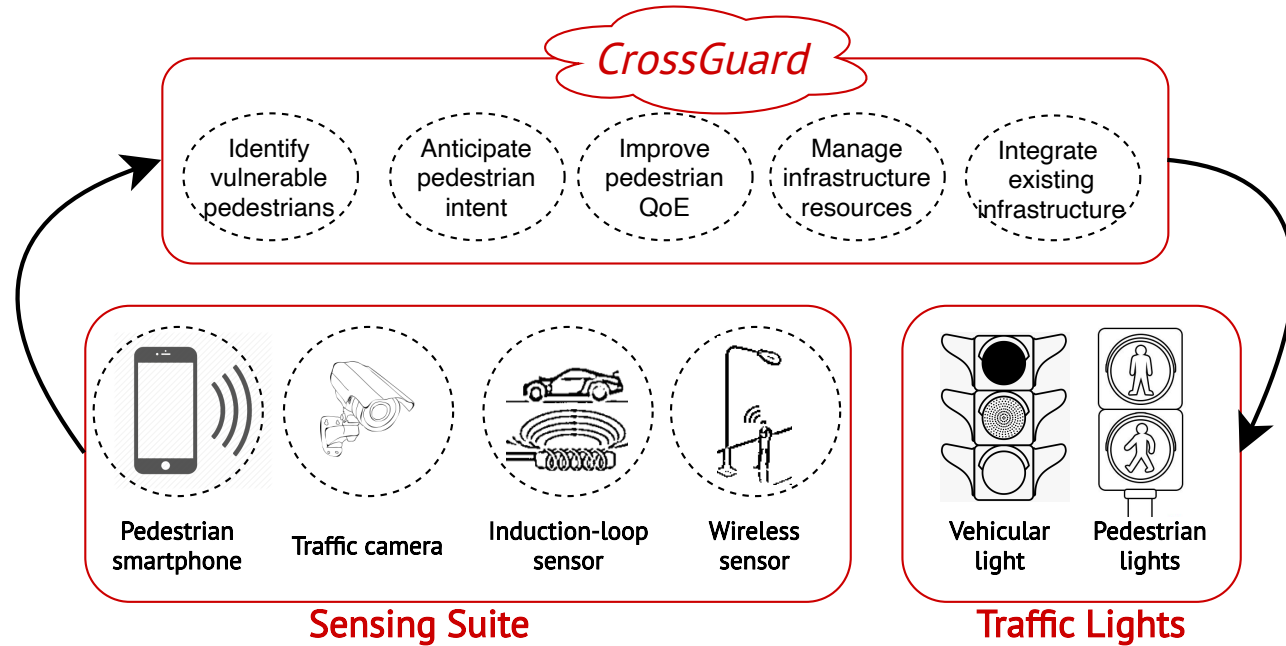 CrossGuard
Identify
vulnerable
pedestrians
Anticipate
pedestrian
intent
Improve
pedestrian
QoE
Manage
infrastructure
resources
Integrate
existing
infrastructure
Pedestrian
smartphone
Traffic camera
Induction-loop
sensor
Wireless
sensor
Vehicular
light
Pedestrian
lights
Sensing Suite
Traffic Lights